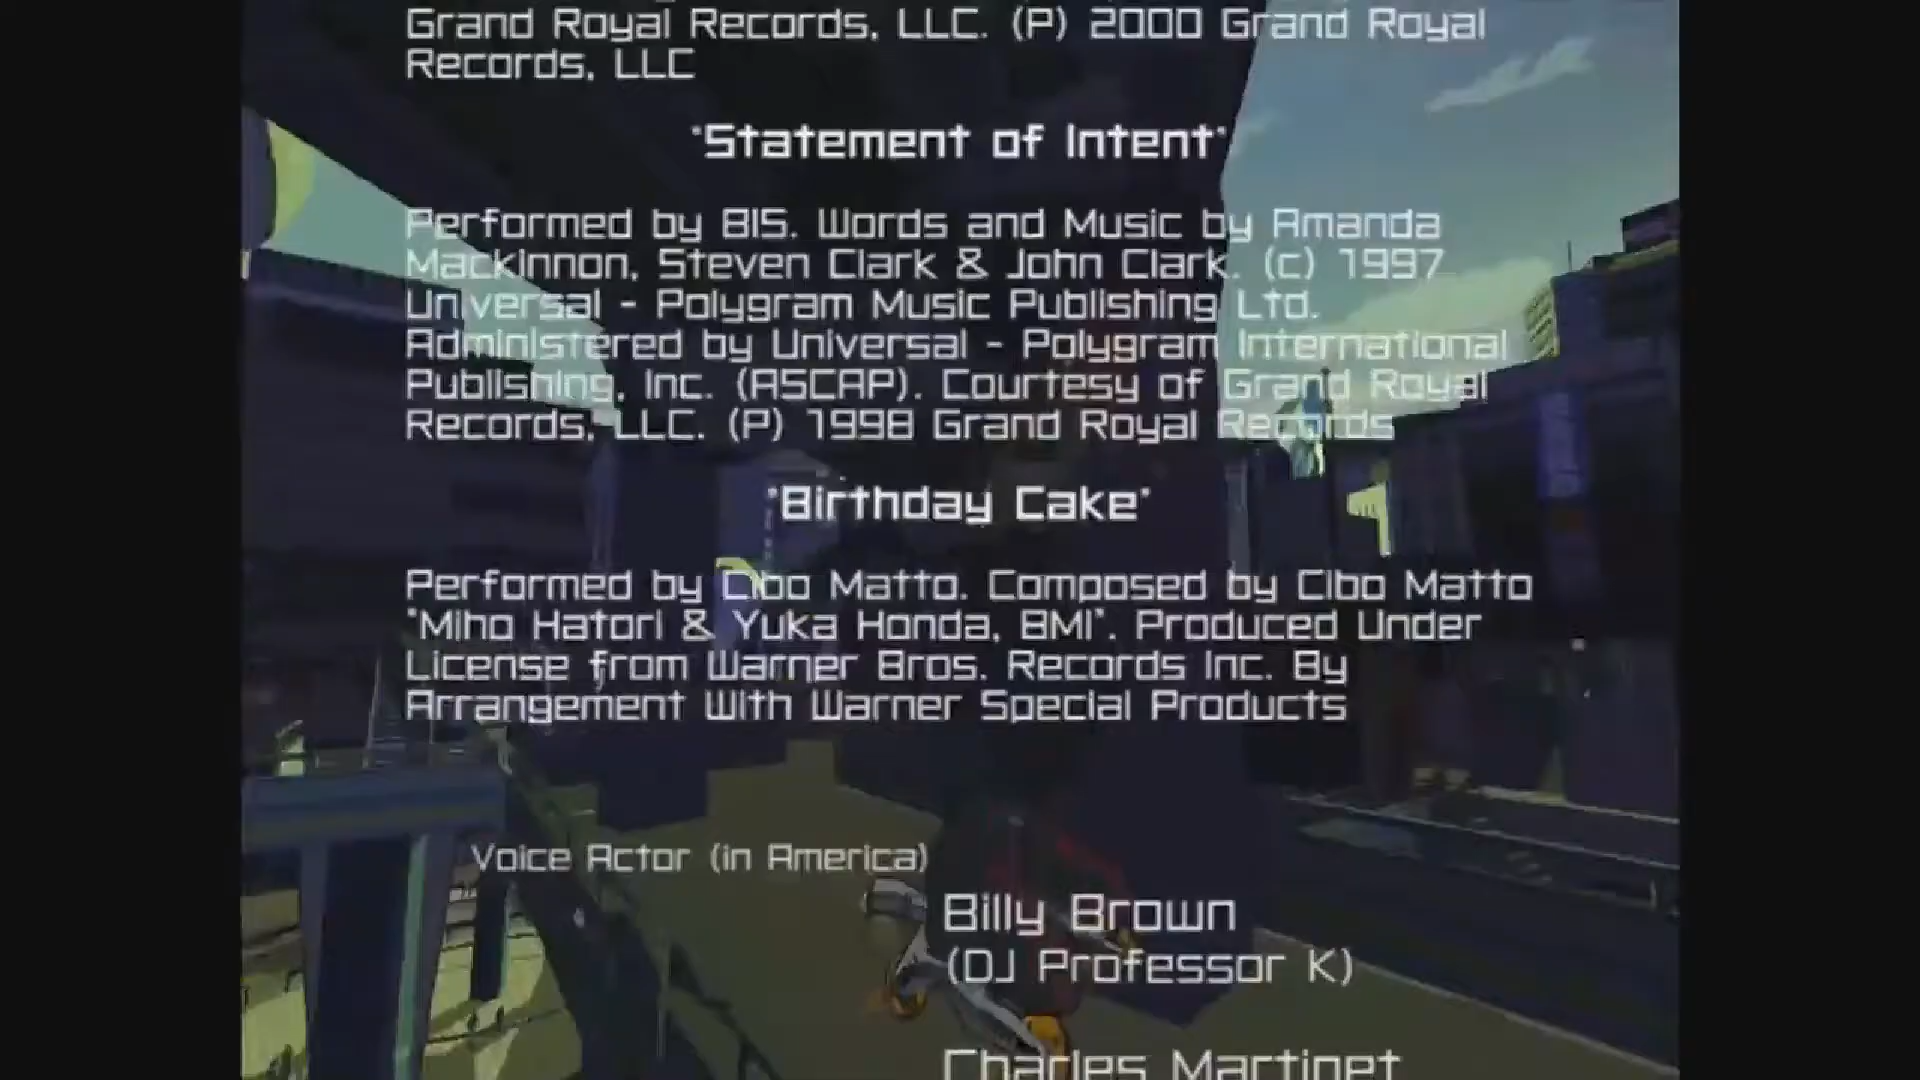 Grand Royal Records, LLC. (P) 2000 Grand Royal
Records, LLC
"Statement of Intent"
Performed by BIS. Words and Music by Amanda
Mackinnon, Steven Clark & John Clark. (c) 1997
Universal - Polygram Music Publishing Ltd.
Administered by Universal - Polygram International
Publishing, Inc. (ASCAP). Courtesy of Grand Royal
Records, LLC. (P) 1998 Grand Royal Records
"Birthday Cake"
Performed by Cibo Matto. Composed by Cibo Matto
"Miho Hatori & Yuka Honda, BMI". Produced Under
License from Warner Bros. Records Inc. By
Arrangement With Warner Special Products
Voice Actor (in America)
Billy Brown
(DJ Professor K)
Charles Martinet